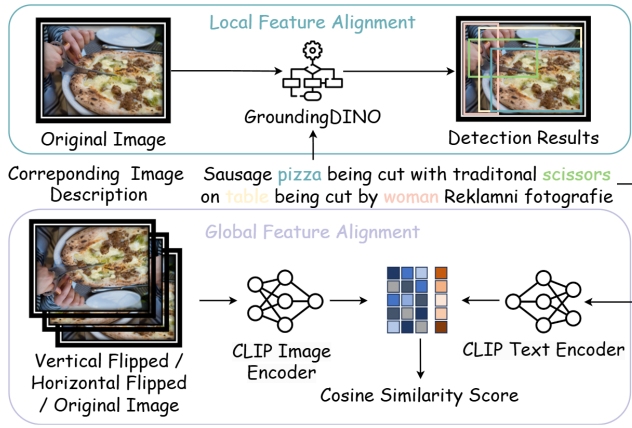 Local Feature Alignment
Original Image
GroundingDINO
Detection Results
Correponding Image
Description
Sausage pizza being cut with traditonal scissors
on table being cut by woman Reklamni fotografie
Global Feature Alignment
Vertical Flipped /
Horizontal Flipped
/ Original Image
CLIP Image
Encoder
Cosine Similarity Score
CLIP Text Encoder